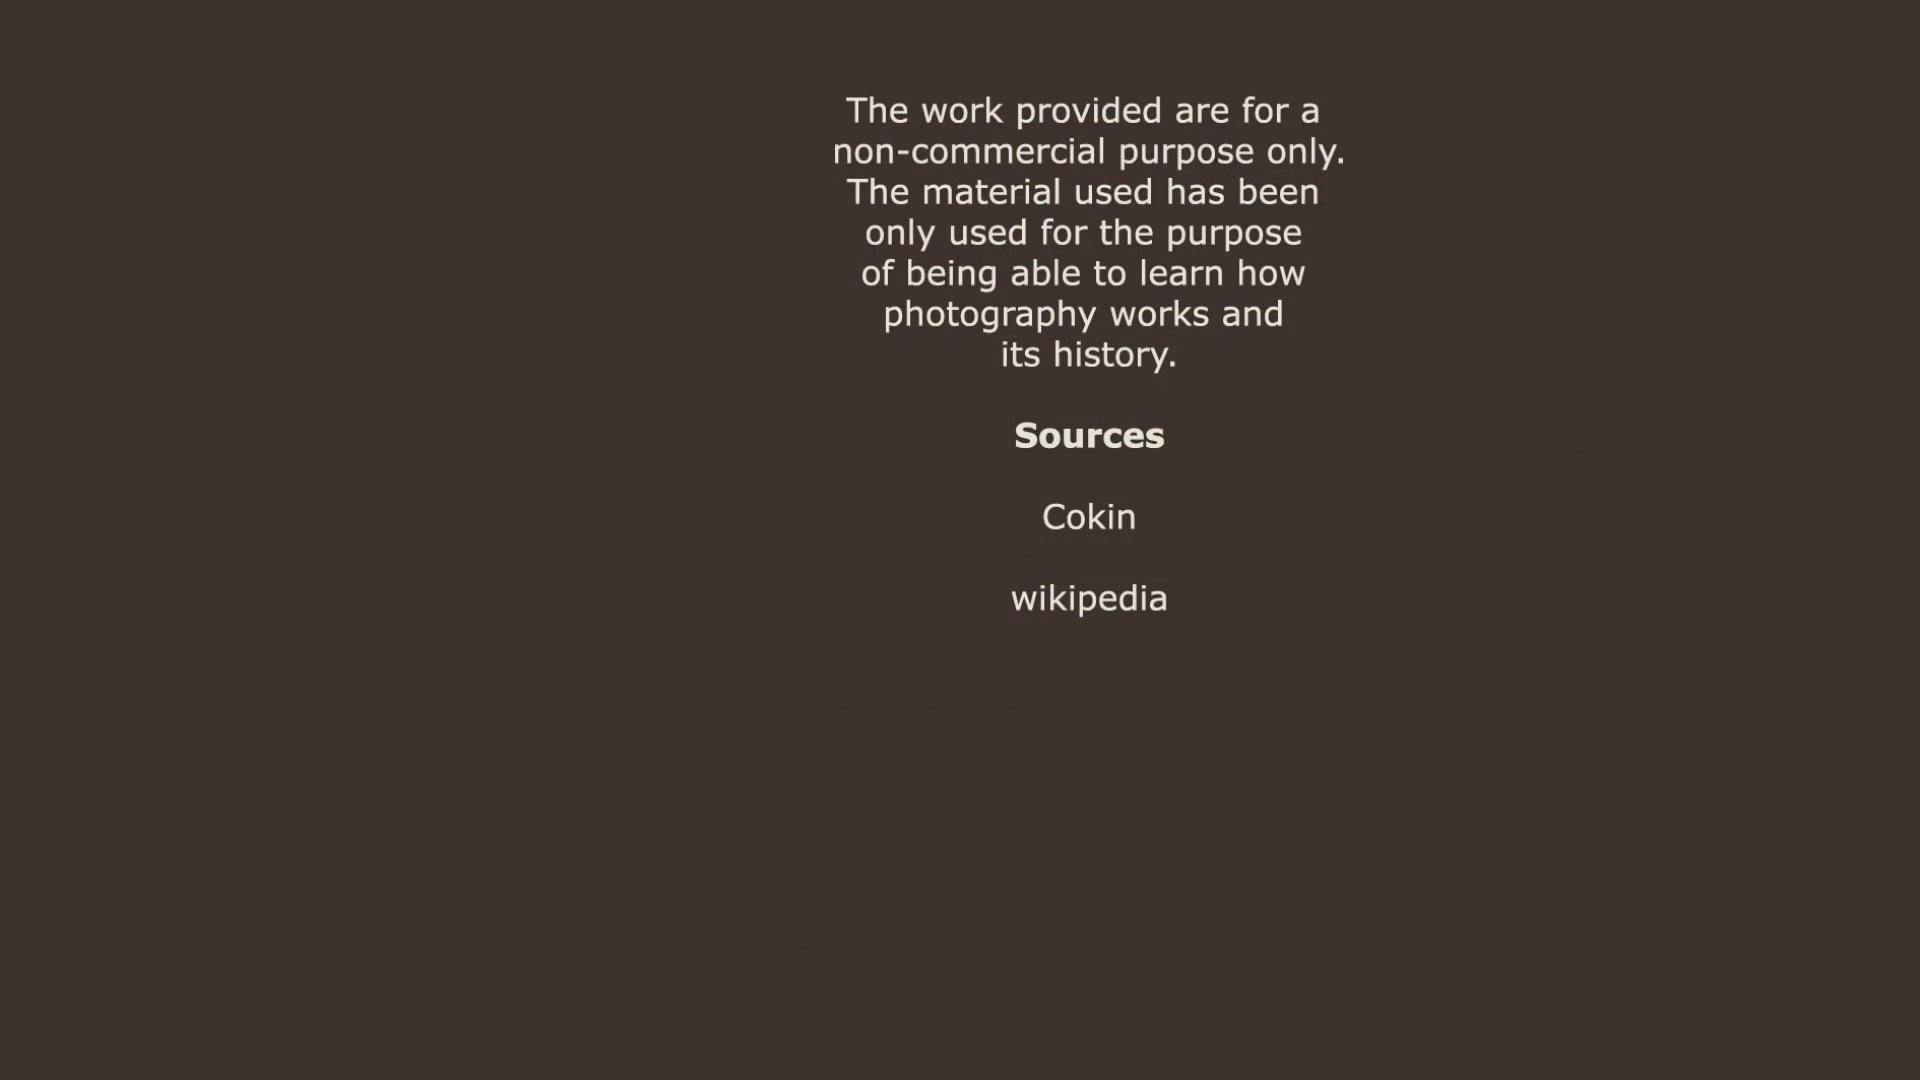 The work provided are for a
non-commercial purpose only.
The material used has been
only used for the purpose
of being able to learn how
photography works and
its history.
Sources
Cokin
wikipedia